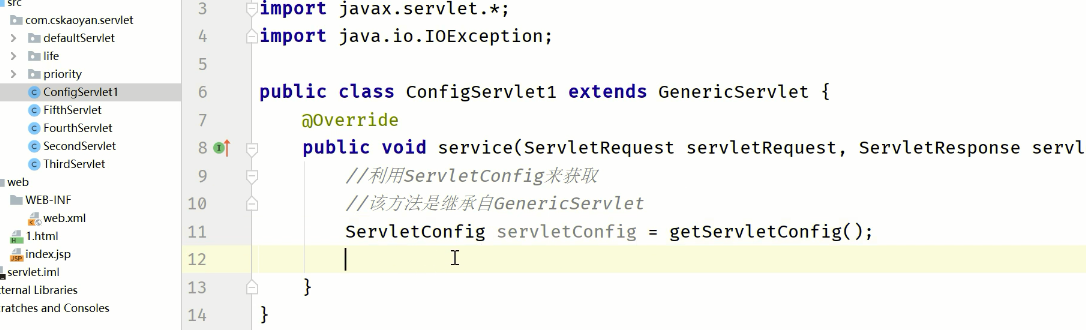 src
com.cskaoyan.servlet
defaultServlet
life
priority
ConfigServlet1
FifthServlet
FourthServlet
SecondServlet
ThirdServlet
web
WEB-INF
web.xml
1.html
index.jsp
servlet.iml
ternal Libraries
ratches and Consoles
3 import javax.servlet.*;
4 import java.io.IOException;
5
6 public class ConfigServlet1 extends GenericServlet {
7 @Override
8 public void service(ServletRequest servletRequest, ServletResponse servl
9 //利用ServletConfig来获取
10 //该方法是继承自GenericServlet
11 ServletConfig servletConfig = getServletConfig();
12
13 }
14 }